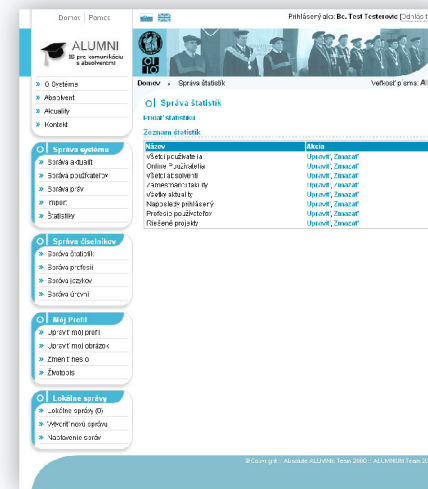 Domov | Pomoc
Prihlásený ako: Bc. Test Testerovic
ALUMNI
IS pre komunikáciu
s absolventmi
Domov » Správa štatistík
Veľkosť písma: A
» O Systéme
» Absolvent
» Aktuality
» Kontakt
Správa štatistík
Pridať štatistiku
Zoznam štatistík
Názov Akcia
Všetci používatelia Upraviť, Zmazať
Online Používatelia Upraviť, Zmazať
Všetci absolventi Upraviť, Zmazať
Zamestnanci fakulty Upraviť, Zmazať
Všetky aktuality Upraviť, Zmazať
Naposledy prihlásený Upraviť, Zmazať
Profesie používateľov Upraviť, Zmazať
Riešené projekty Upraviť, Zmazať
Správa systému
» Správa aktualít
» Správa používateľov
» Správa práv
» Import
» Štatistiky
Správa číselníkov
» Správa štatistík
» Správa profesií
» Správa jazykov
» Správa úrovní
Môj Profil
» Upraviť môj profil
» Upraviť môj obrázok
» Zmeniť heslo
» Životopis
Lokálne správy
» Lokálne správy (0)
» Vytvoriť novú správu
» Nastavenie správ
© Copyright :: Absolute ALUMNI Team 2006 :: ALUMNIUM Team